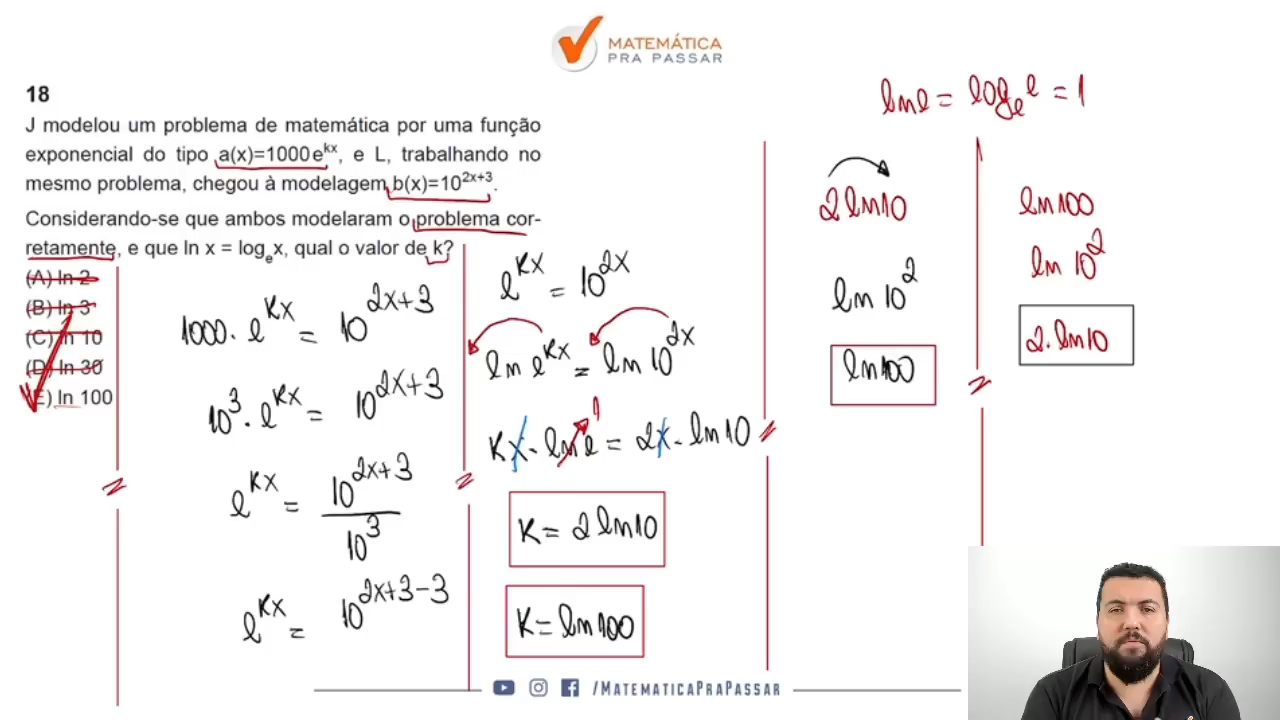 MATEMÁTICA
PRA PASSAR
18
J modelou um problema de matemática por uma função
exponencial do tipo a(x)=1000e^{kx}, e L, trabalhando no
mesmo problema, chegou à modelagem b(x)=10^{2x+3}.
Considerando-se que ambos modelaram o problema cor-
retamente, e que ln x = log_e x, qual o valor de k?
(A) ln 2
(B) ln 3
(C) ln 10
(D) ln 30
(E) ln 100
1000. e^{Kx} = 10^{2x+3}
10^3. e^{Kx} = 10^{2x+3}
e^{Kx} = 10^{2x+3} / 10^3
e^{Kx} = 10^{2x+3-3}
e^{Kx} = 10^{2x}
ln e^{Kx} = ln 10^{2x}
Kx. ln e = 2x. ln 10
1
K = 2 ln 10
K = ln 100
ln e = log_e e = 1
2 ln 10
ln 10^2
ln 100
ln 100
ln 10^2
2. ln 10
/MATEMATICAPRAPASSAR